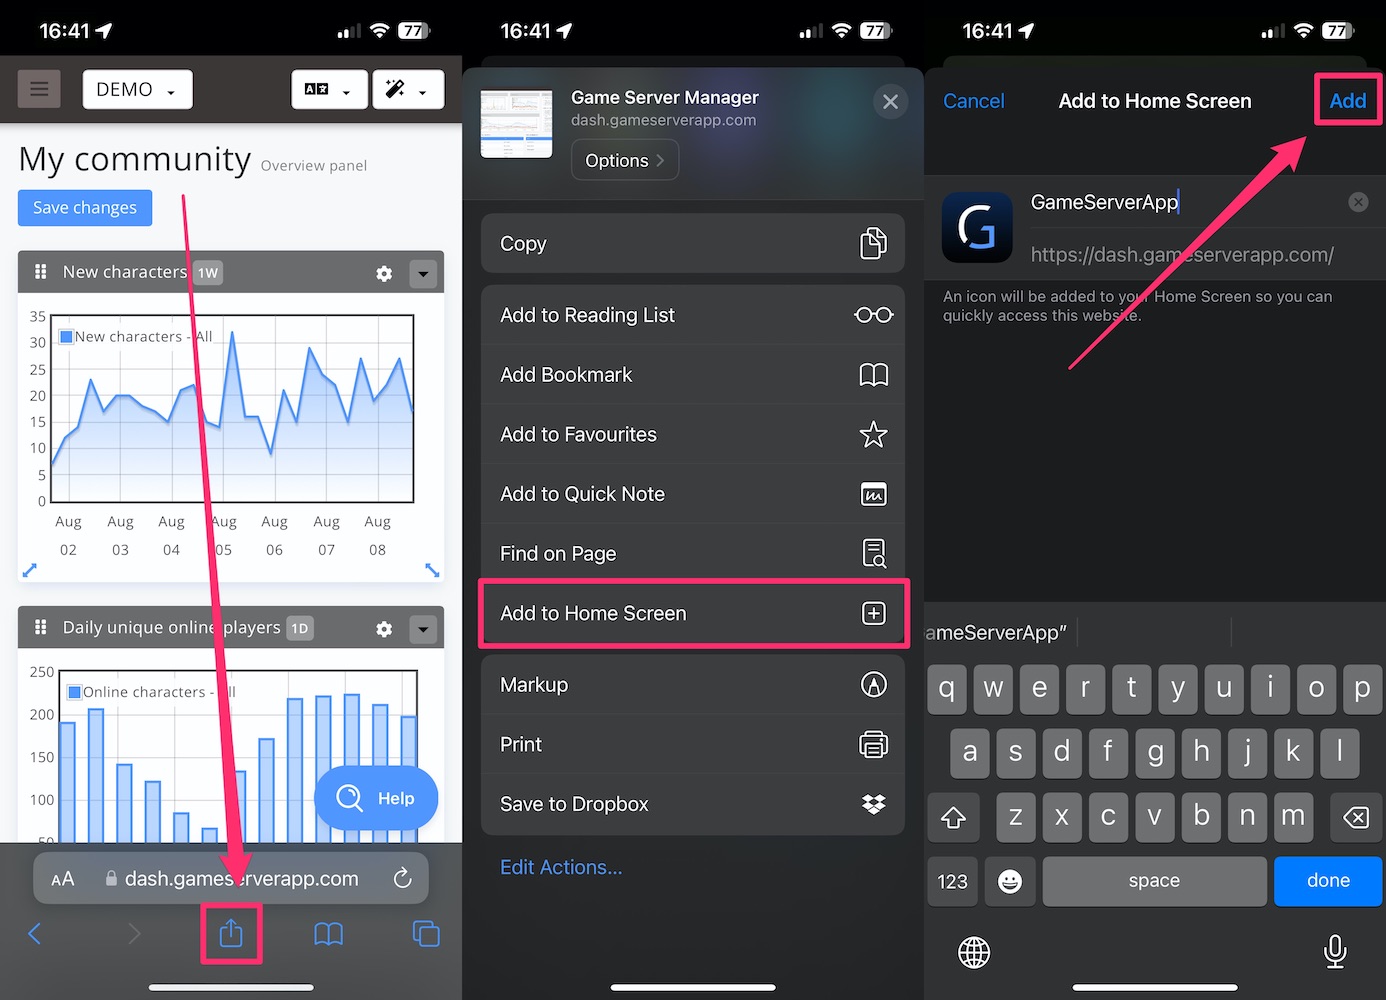 16:41
77
DEMO
My community Overview panel
Save changes
New characters 1W
New characters - All
35
30
25
20
15
10
5
0
Aug Aug Aug Aug Aug Aug Aug
02 03 04 05 06 07 08
Daily unique online players 1D
Online characters - All
250
200
150
100
50
Help
AA dash.gameserverapp.com
16:41
77
Game Server Manager
dash.gameserverapp.com
Options
Copy
Add to Reading List
Add Bookmark
Add to Favourites
Add to Quick Note
Find on Page
Add to Home Screen
Markup
Print
Save to Dropbox
Edit Actions...
16:41
77
Cancel Add to Home Screen Add
G
GameServerApp
https://dash.gameserverapp.com/
An icon will be added to your Home Screen so you can
quickly access this website.
ameServerApp”
q w e r t y u i o p
a s d f g h j k l
z x c v b n m
123 space done